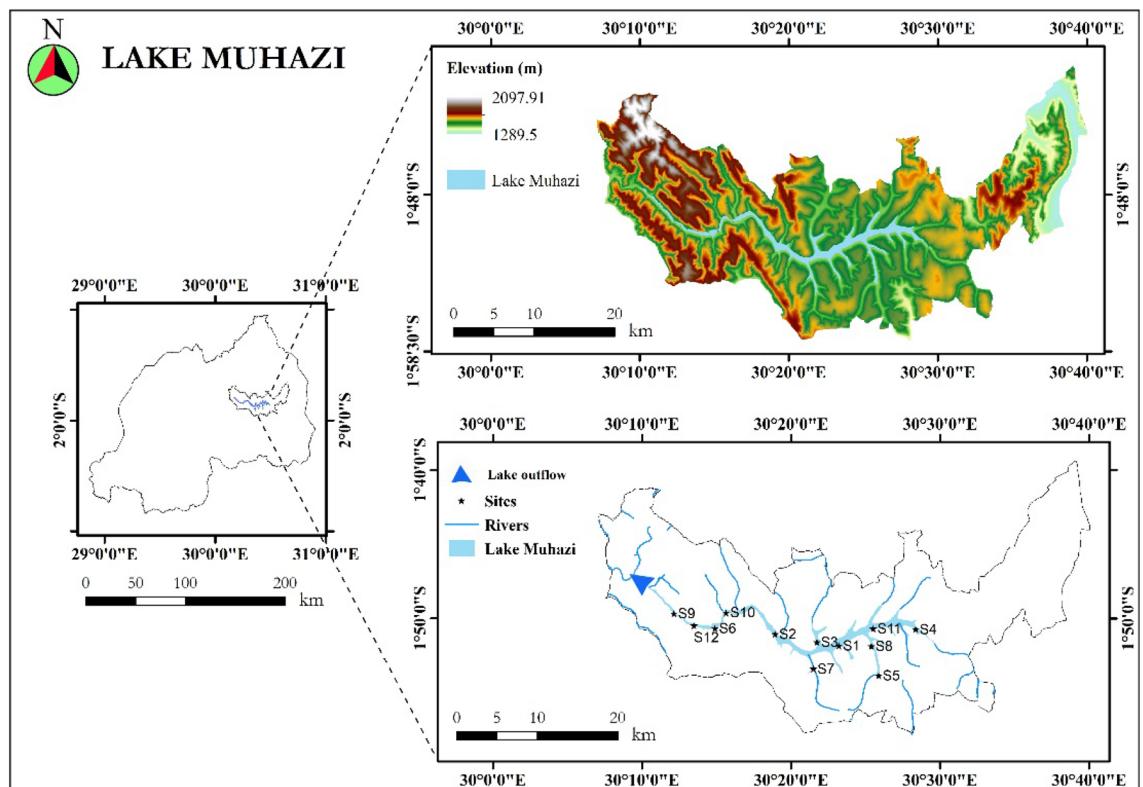 N
LAKE MUHAZI
30°0'0"E 30°10'0"E 30°20'0"E 30°30'0"E 30°40'0"E
Elevation (m)
2097.91
1289.5
Lake Muhazi
1°48'0"S
1°48'0"S
0 5 10 20
km
1°58'30"S
30°0'0"E 30°10'0"E 30°20'0"E 30°30'0"E 30°40'0"E
29°0'0"E 30°0'0"E 31°0'0"E
2°0'0"S
2°0'0"S
29°0'0"E 30°0'0"E 31°0'0"E
0 50 100 200
km
30°0'0"E 30°10'0"E 30°20'0"E 30°30'0"E 30°40'0"E
1°40'0"S
Lake outflow
Sites
Rivers
Lake Muhazi
1°50'0"S
1°50'0"S
S9
S10
S12
S6
S2
S3
S1
S11
S4
S8
S7
S5
0 5 10 20
km
30°0'0"E 30°10'0"E 30°20'0"E 30°30'0"E 30°40'0"E